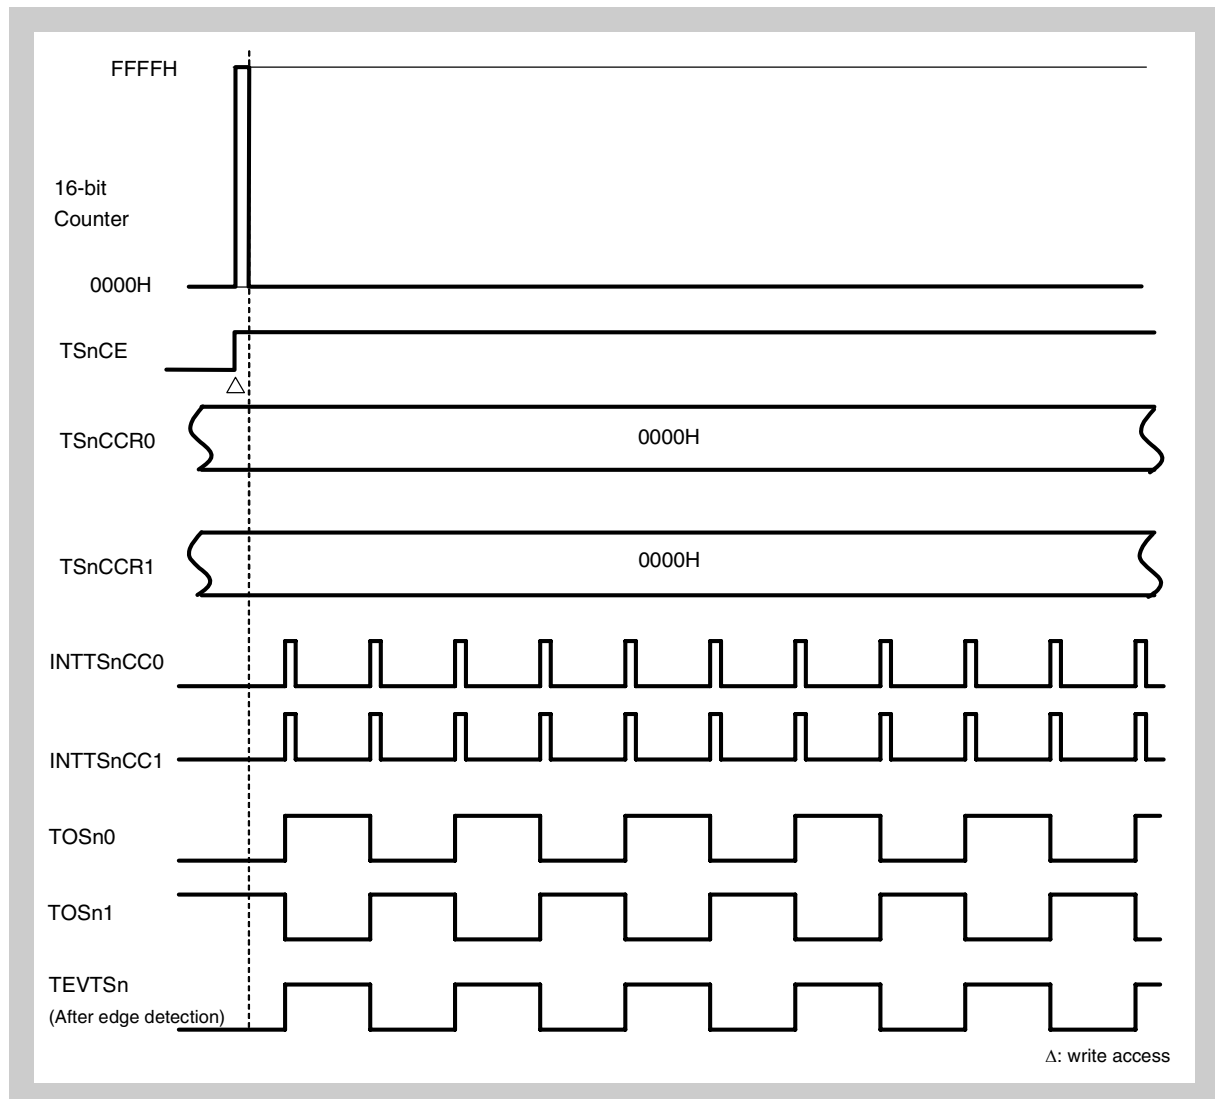 FFFFH
16-bit
Counter
0000H
TSnCE
TSnCCR0
0000H
TSnCCR1
0000H
INTTSnCC0
INTTSnCC1
TOSn0
TOSn1
TEVTSn
(After edge detection)
Δ: write access